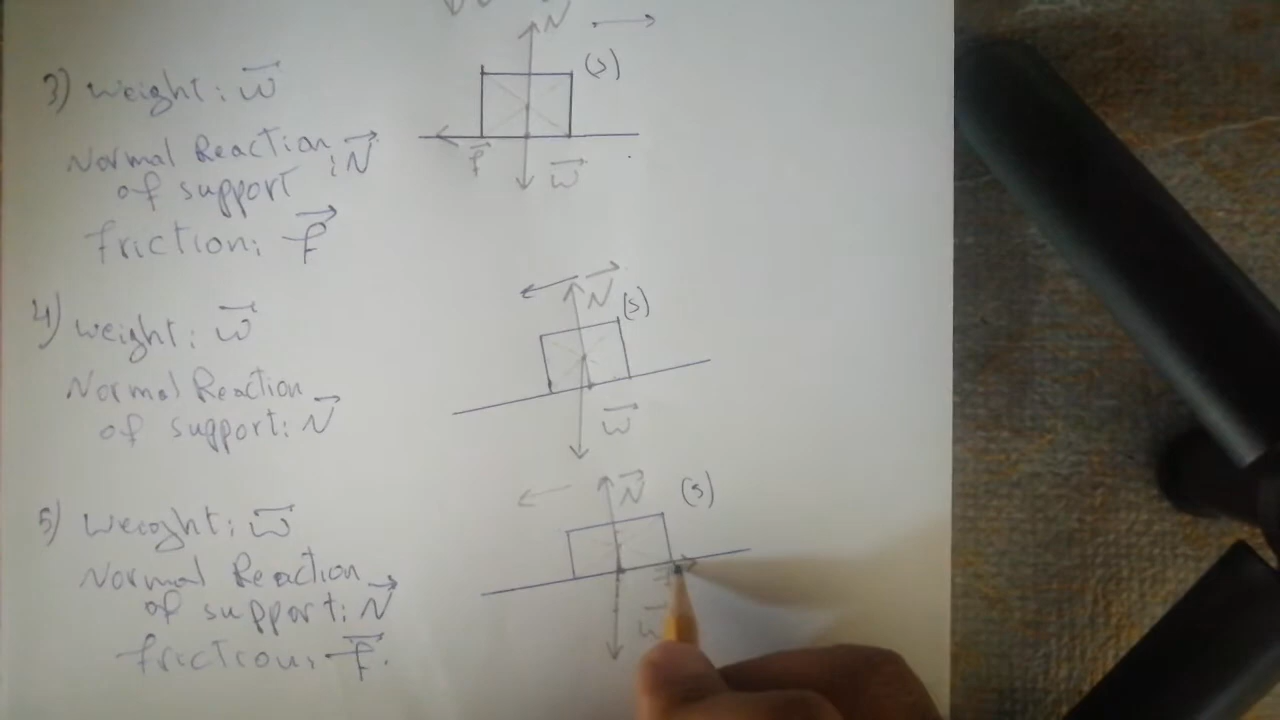 N
3) Weight: w
(s)
Normal Reaction
of support : N
f
w
friction: f
N
(s)
4) Weight: w
Normal Reaction
of support: N
w
N
(s)
5) Weoght: w
Normal Reaction
of support: N
friction: f.